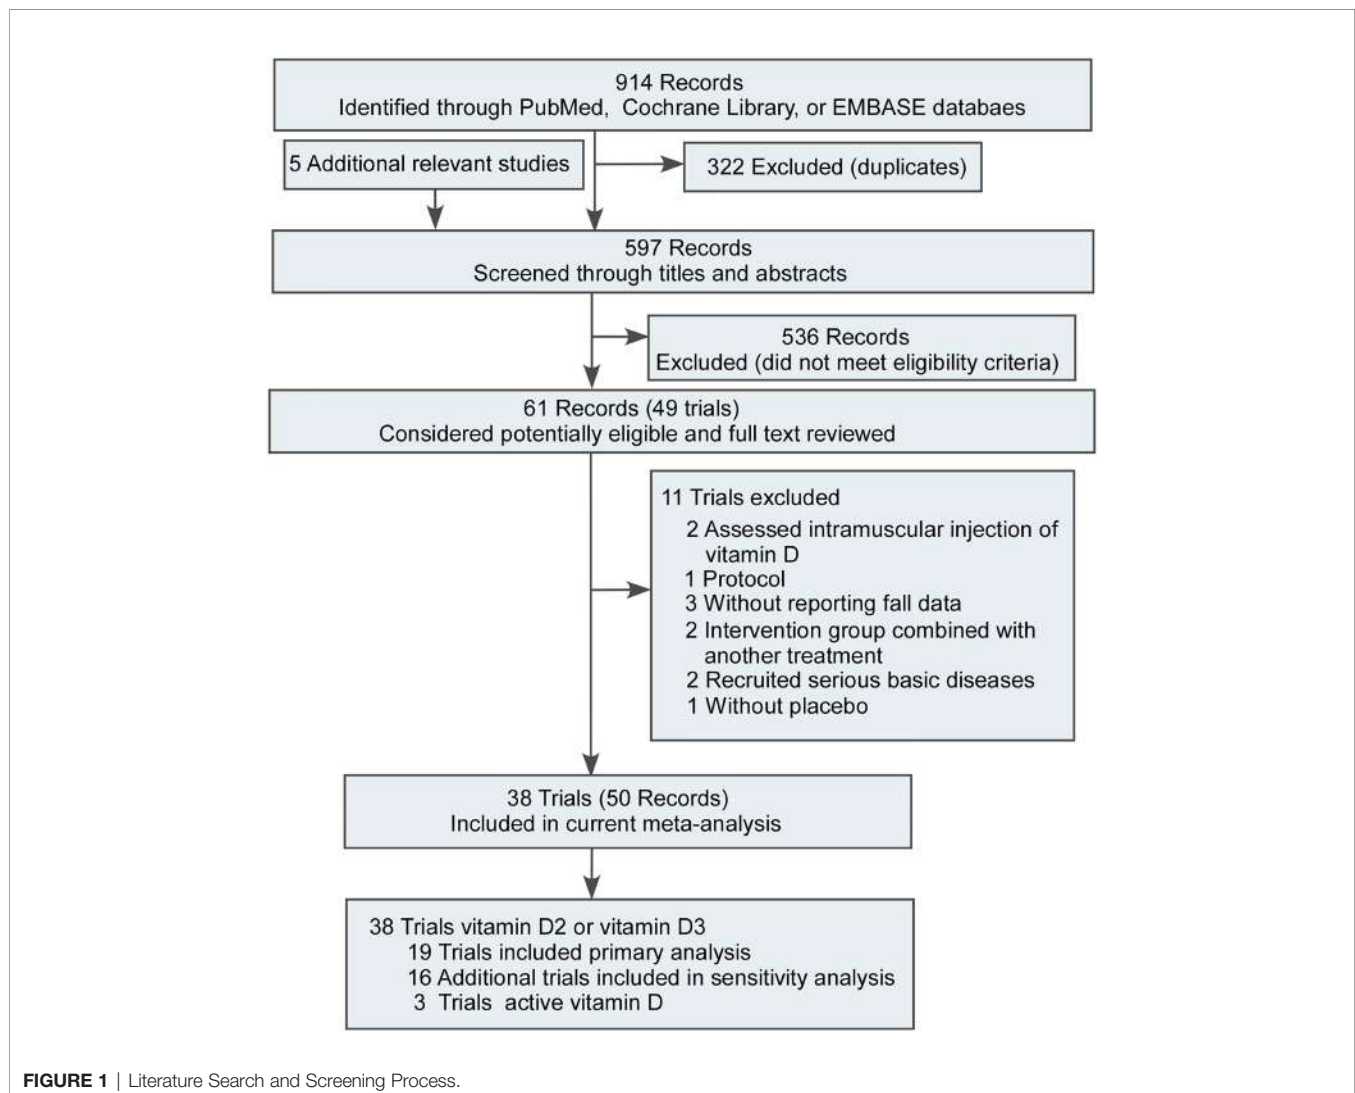 914 Records
Identified through PubMed, Cochrane Library, or EMBASE databaes
5 Additional relevant studies
322 Excluded (duplicates)
597 Records
Screened through titles and abstracts
536 Records
Excluded (did not meet eligibility criteria)
61 Records (49 trials)
Considered potentially eligible and full text reviewed
11 Trials excluded
2 Assessed intramuscular injection of
vitamin D
1 Protocol
3 Without reporting fall data
2 Intervention group combined with
another treatment
2 Recruited serious basic diseases
1 Without placebo
38 Trials (50 Records)
Included in current meta-analysis
38 Trials vitamin D2 or vitamin D3
19 Trials included primary analysis
16 Additional trials included in sensitivity analysis
3 Trials active vitamin D
FIGURE 1 | Literature Search and Screening Process.